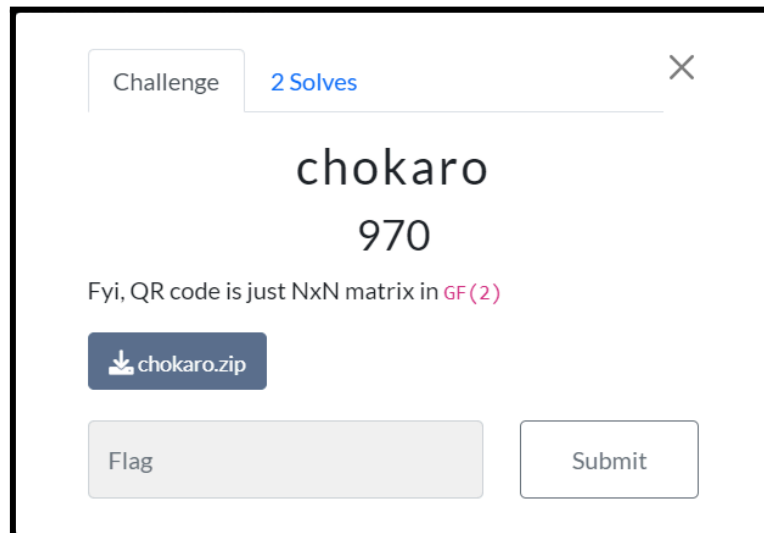 Challenge
2 Solves
chokaro
970
Fyi, QR code is just NxN matrix in GF(2)
chokaro.zip
Flag
Submit